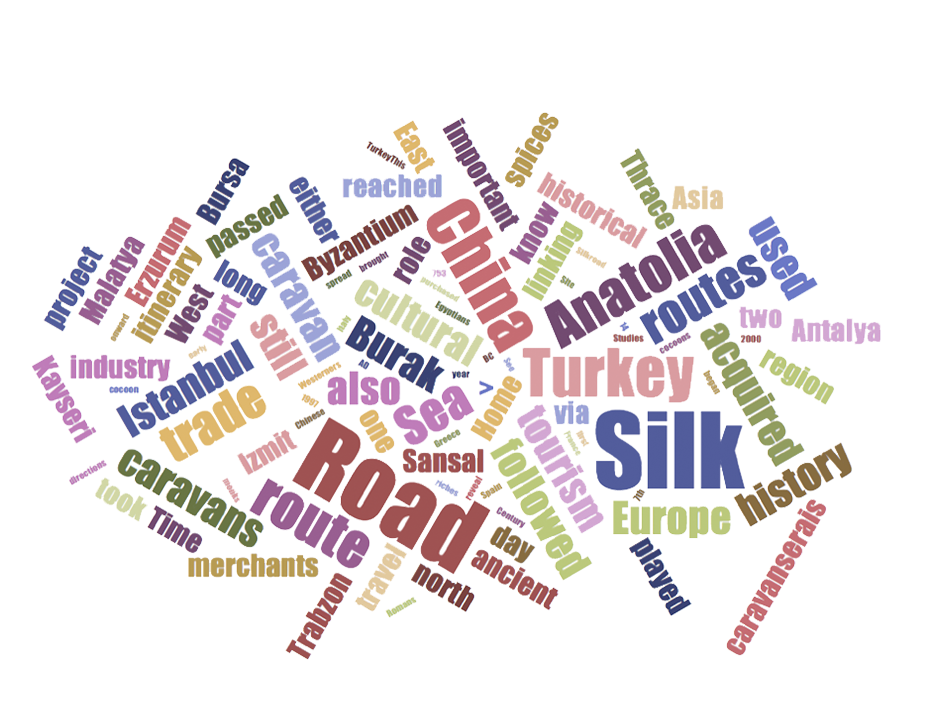 spices
East
important
TurkeyThis
Bursa
either
reached
Thrace
Asia
historical
know
passed
Byzantium
role
China
linking
Silkroad
used
project
Malatya
Erzurum
itinerary
West
long
caravan
spread
brought
753
purchased
Site
Anatolia
routes
part
cultural
Egyptians
Italy
still
Burak
BC
See
Studies
cocoons
2000
two
Antalya
acquired
region
Kayseri
industry
cocoon
early
Istanbul
trade
Westerners
1997
AD
year
also
Sea
>
Home
Turkey
began
via
Chinese
one
Greece
Izmit
Road
Sansal
tourism
Silk
first
directions
took
caravans
Time
route
riches
reveal
Spain
followed
7th
Europe
history
Century
day
merchants
travel
Romans
north
ancient
played
Trabzon
caravanserais